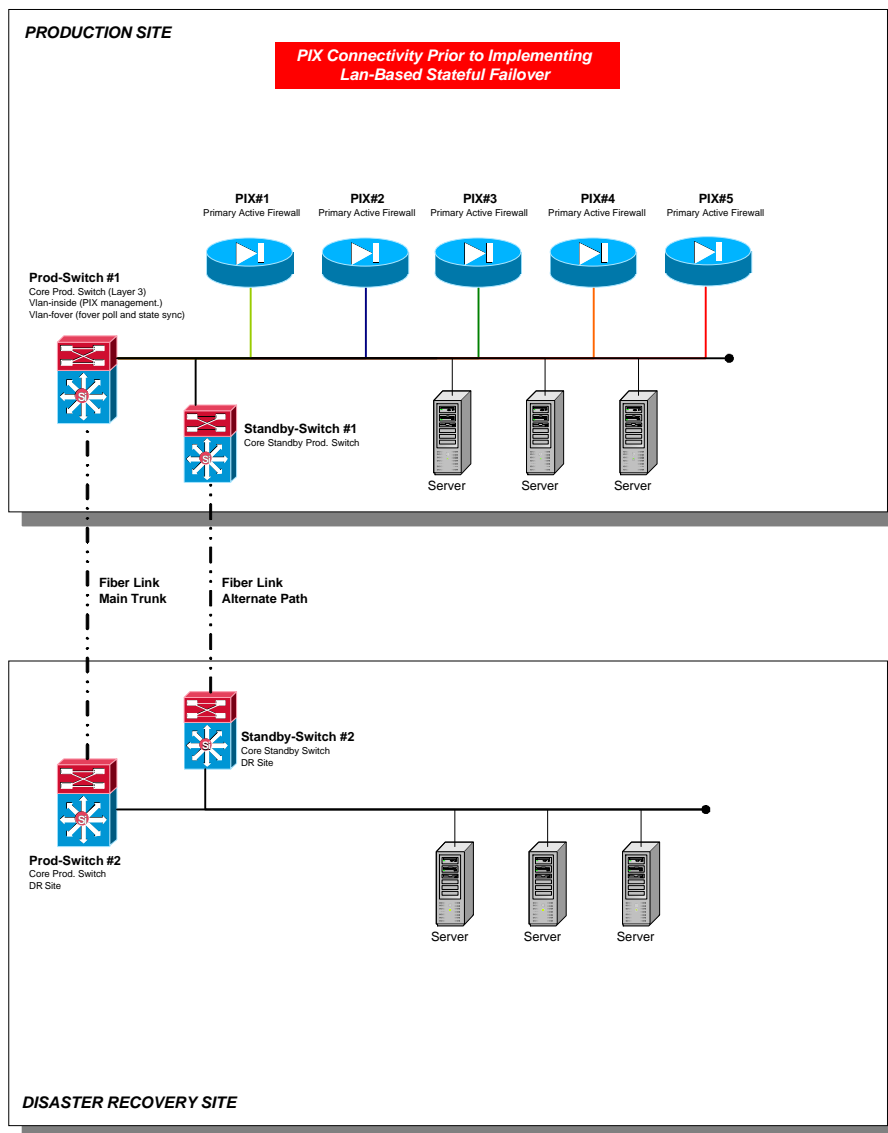 PRODUCTION SITE
PIX Connectivity Prior to Implementing
Lan-Based Stateful Failover
PIX#1
Primary Active Firewall
PIX#2
Primary Active Firewall
PIX#3
Primary Active Firewall
PIX#4
Primary Active Firewall
PIX#5
Primary Active Firewall
Prod-Switch #1
Core Prod. Switch (Layer 3)
Vlan-inside (PIX management.)
Vlan-fover (fover poll and state sync)
Si
Standby-Switch #1
Core Standby Prod. Switch
Si
Server
Server
Server
Fiber Link
Main Trunk
Fiber Link
Alternate Path
Standby-Switch #2
Core Standby Switch
DR Site
Si
Si
Prod-Switch #2
Core Prod. Switch
DR Site
Server
Server
Server
DISASTER RECOVERY SITE